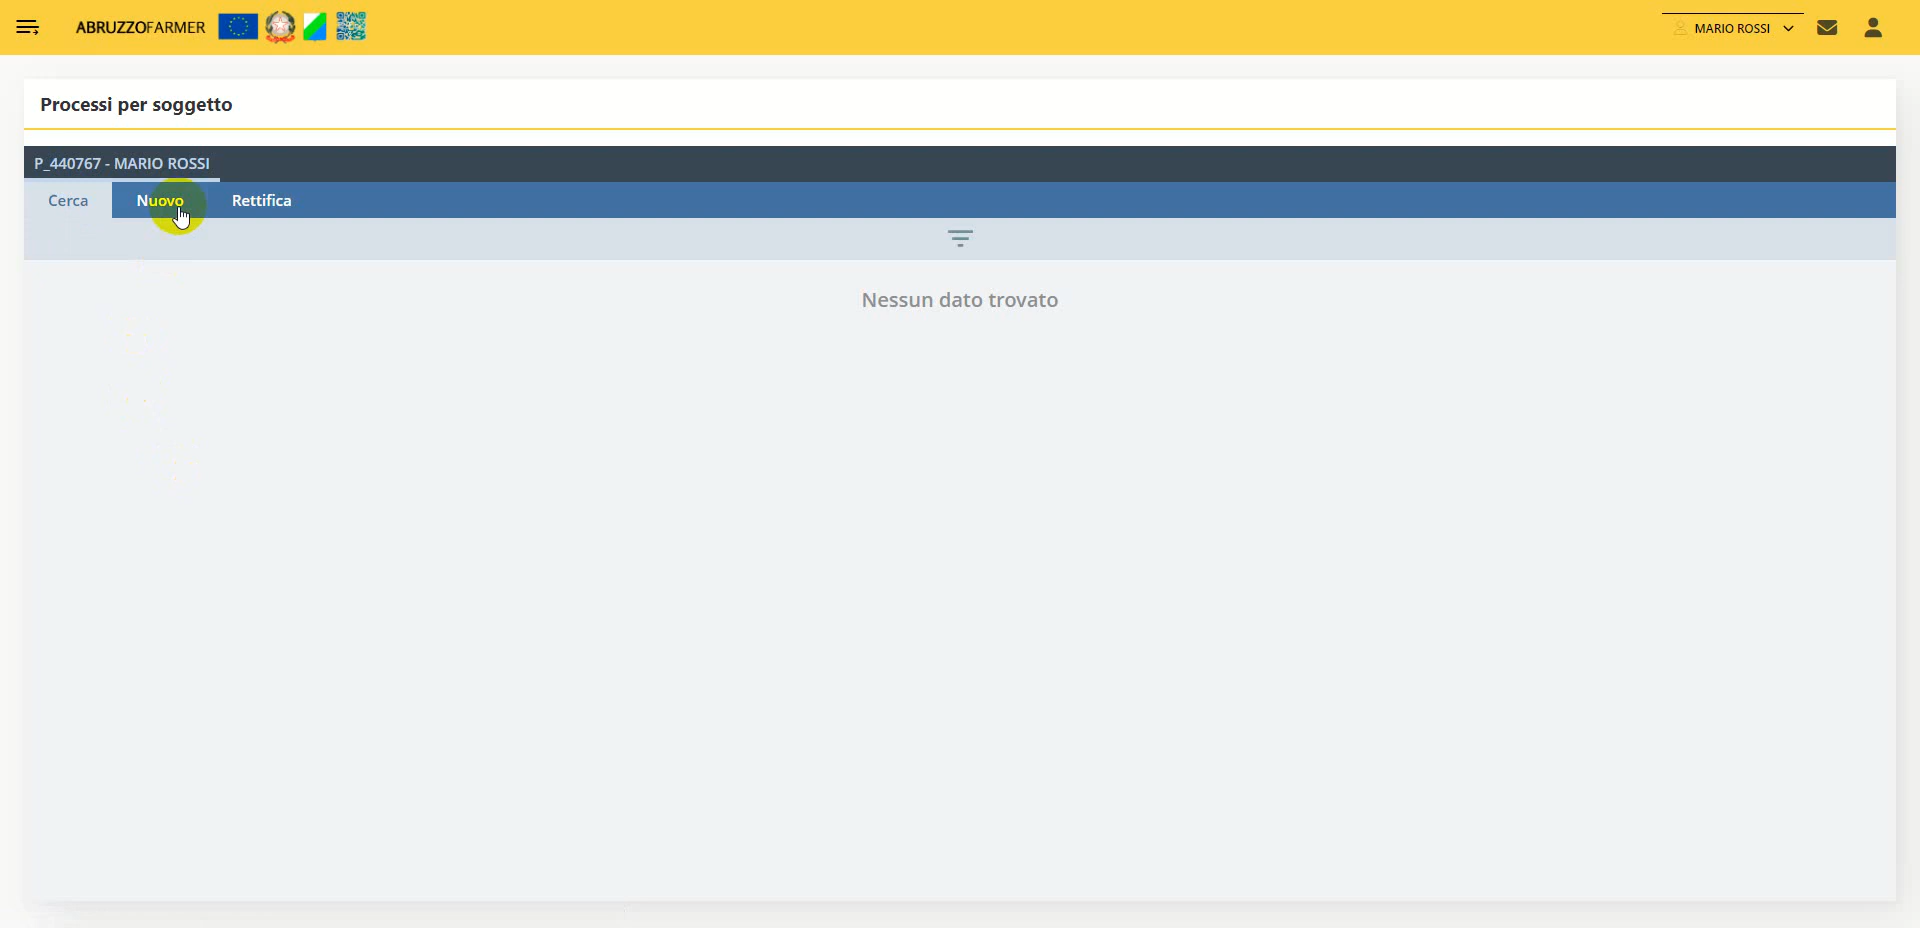 ABRUZZOFARMER
MARIO ROSSI
Processi per soggetto
P_440767 - MARIO ROSSI
Cerca
Nuovo
Rettifica
Nessun dato trovato